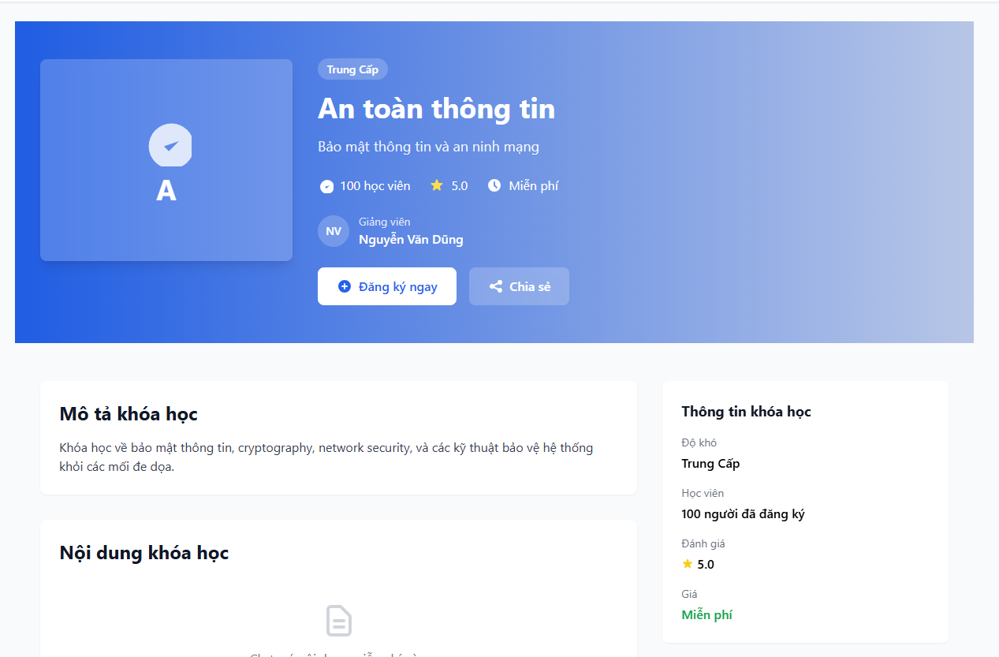 Trung Cấp
An toàn thông tin
Bảo mật thông tin và an ninh mạng
A
100 học viên 5.0 Miễn phí
NV
Giảng viên
Nguyễn Văn Dũng
Đăng ký ngay Chia sẻ
Mô tả khóa học
Khóa học về bảo mật thông tin, cryptography, network security, và các kỹ thuật bảo vệ hệ thống
khỏi các mối đe dọa.
Nội dung khóa học
Thông tin khóa học
Độ khó
Trung Cấp
Học viên
100 người đã đăng ký
Đánh giá
5.0
Giá
Miễn phí